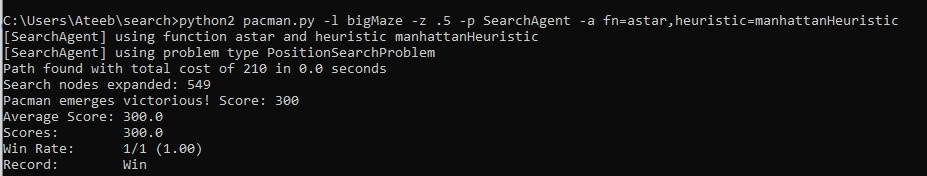 C:\Users\Ateeb\search>python2 pacman.py -l bigMaze -z .5 -p SearchAgent -a fn=astar,heuristic=manhattanHeuristic
[SearchAgent] using function astar and heuristic manhattanHeuristic
[SearchAgent] using problem type PositionSearchProblem
Path found with total cost of 210 in 0.0 seconds
Search nodes expanded: 549
Pacman emerges victorious! Score: 300
Average Score: 300.0
Scores:        300.0
Win Rate:      1/1 (1.00)
Record:        Win